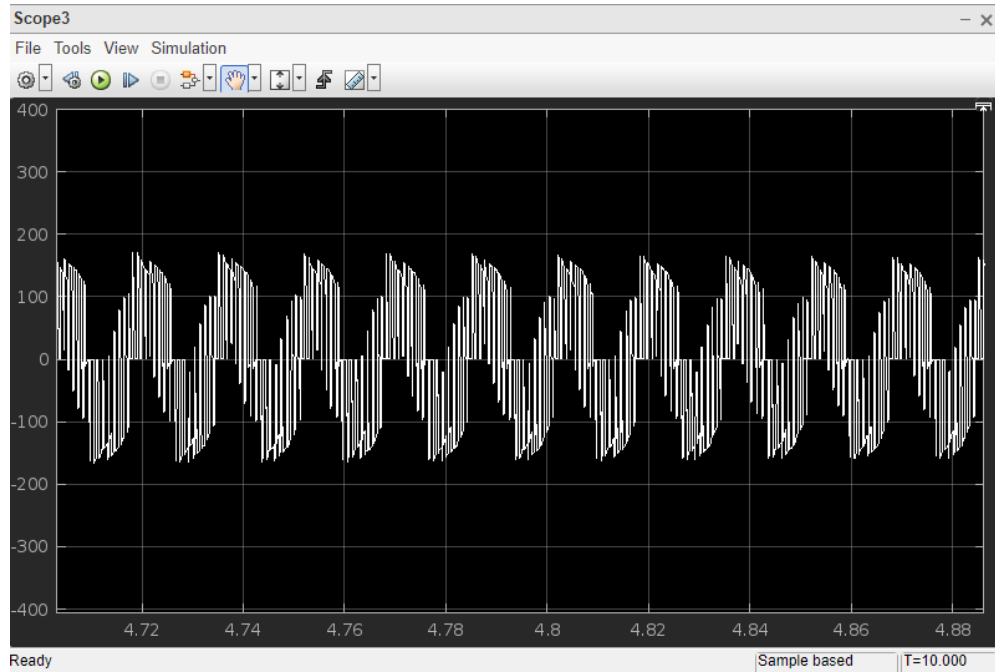 Scope3
File Tools View Simulation
400
300
200
100
0
-100
-200
-300
-400
4.72 4.74 4.76 4.78 4.8 4.82 4.84 4.86 4.88
Ready Sample based T=10.000